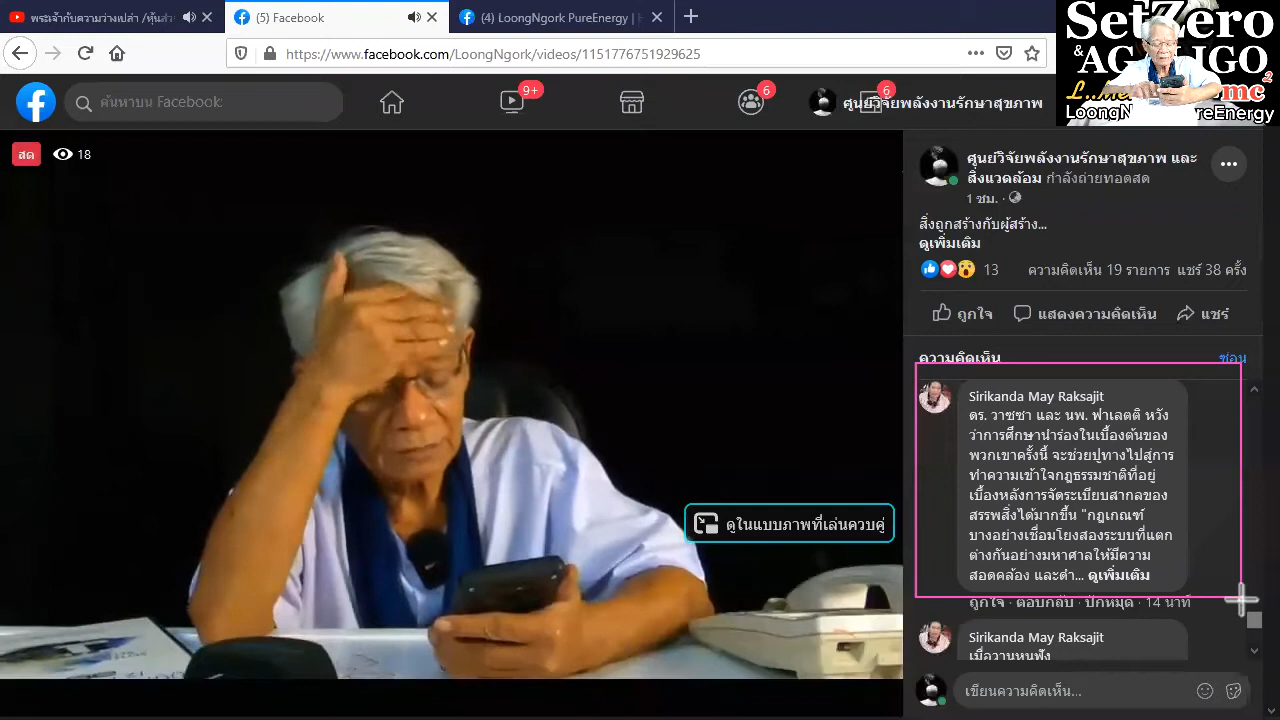 พระเจ้ากับความว่างเปล่า /หุ้นส่ว
(5) Facebook
(4) LoongNgork PureEnergy | F
https://www.facebook.com/LoongNgork/videos/1151776751929625
SetZero
&
L..Me
mc²
PureEnergy
ค้นหาบน Facebook
9+
6
ศูนย์วิจัยพลังงานรักษาสุขภาพ
6
สด
18
ศูนย์วิจัยพลังงานรักษาสุขภาพ และ
สิ่งแวดล้อม กำลังถ่ายทอดสด
1 ชม. ·
สิ่งถูกสร้างกับผู้สร้าง...
ดูเพิ่มเติม
13
ความคิดเห็น 19 รายการ แชร์ 38 ครั้ง
ถูกใจ
แสดงความคิดเห็น
แชร์
ความคิดเห็น
ซ่อน
Sirikanda May Raksajit
ดร. วาซซา และ นพ. ฟาเลตติ หวัง
ว่าการศึกษานำร่องในเบื้องต้นของ
พวกเขาครั้งนี้ จะช่วยปูทางไปสู่การ
ทำความเข้าใจกฎธรรมชาติที่อยู่
เบื้องหลังการจัดระเบียบสากลของ
สรรพสิ่งได้มากขึ้น "กฎเกณฑ์
บางอย่างเชื่อมโยงสองระบบที่แตก
ต่างกันอย่างมหาศาลให้มีความ
สอดคล้อง และดำ... ดูเพิ่มเติม
ถูกใจ · ตอบกลับ · ปักหมุด · 14 นาที
Sirikanda May Raksajit
เมื่อวานหนูฟัง
ดูในแบบภาพที่เล่นควบคู่
เขียนความคิดเห็น...